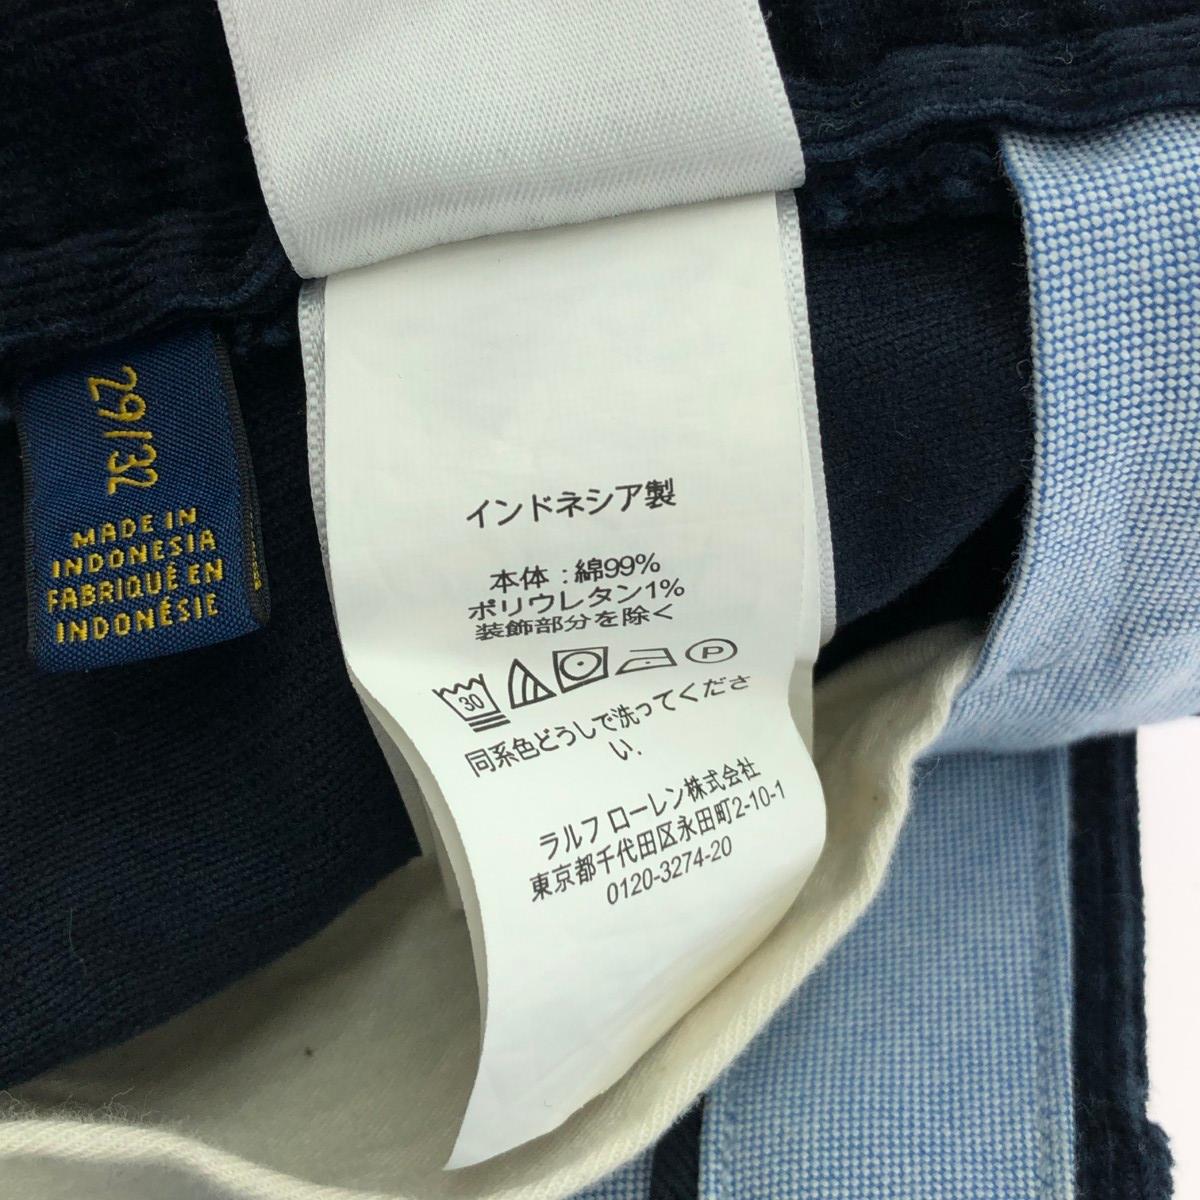 29/32
MADE IN
INDONESIA
FABRIQUÉ EN
INDONÉSIE
インドネシア製
本体 : 綿99%
ポリウレタン1%
装飾部分を除く
30
P
同系色どうしで洗ってくださ
い.
ラルフ ローレン株式会社
東京都千代田区永田町2-10-1
0120-3274-20